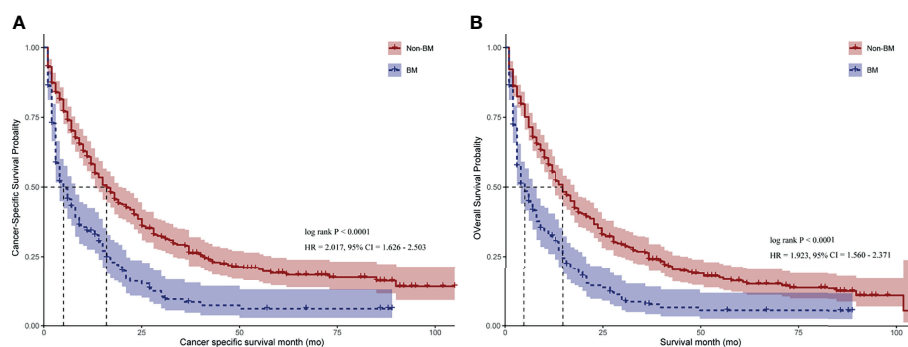 A
Cancer-Specific Survival Probality
1.00
0.75
0.50
0.25
0.00
Non-BM
BM
log rank P < 0.0001
HR = 2.017, 95% CI = 1.626 - 2.503
0 25 50 75 100
Cancer specific survival month (mo)
B
OVerall Survival Probality
1.00
0.75
0.50
0.25
0.00
Non-BM
BM
log rank P < 0.0001
HR = 1.923, 95% CI = 1.560 - 2.371
0 25 50 75 100
Survival month (mo)